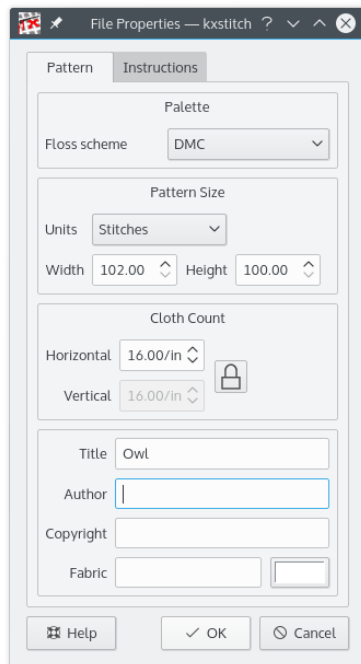 File Properties — kxstitch
Pattern Instructions
Palette
Floss scheme DMC
Pattern Size
Units Stitches
Width 102.00 Height 100.00
Cloth Count
Horizontal 16.00/in
Vertical 16.00/in
Title Owl
Author
Copyright
Fabric
Help OK Cancel